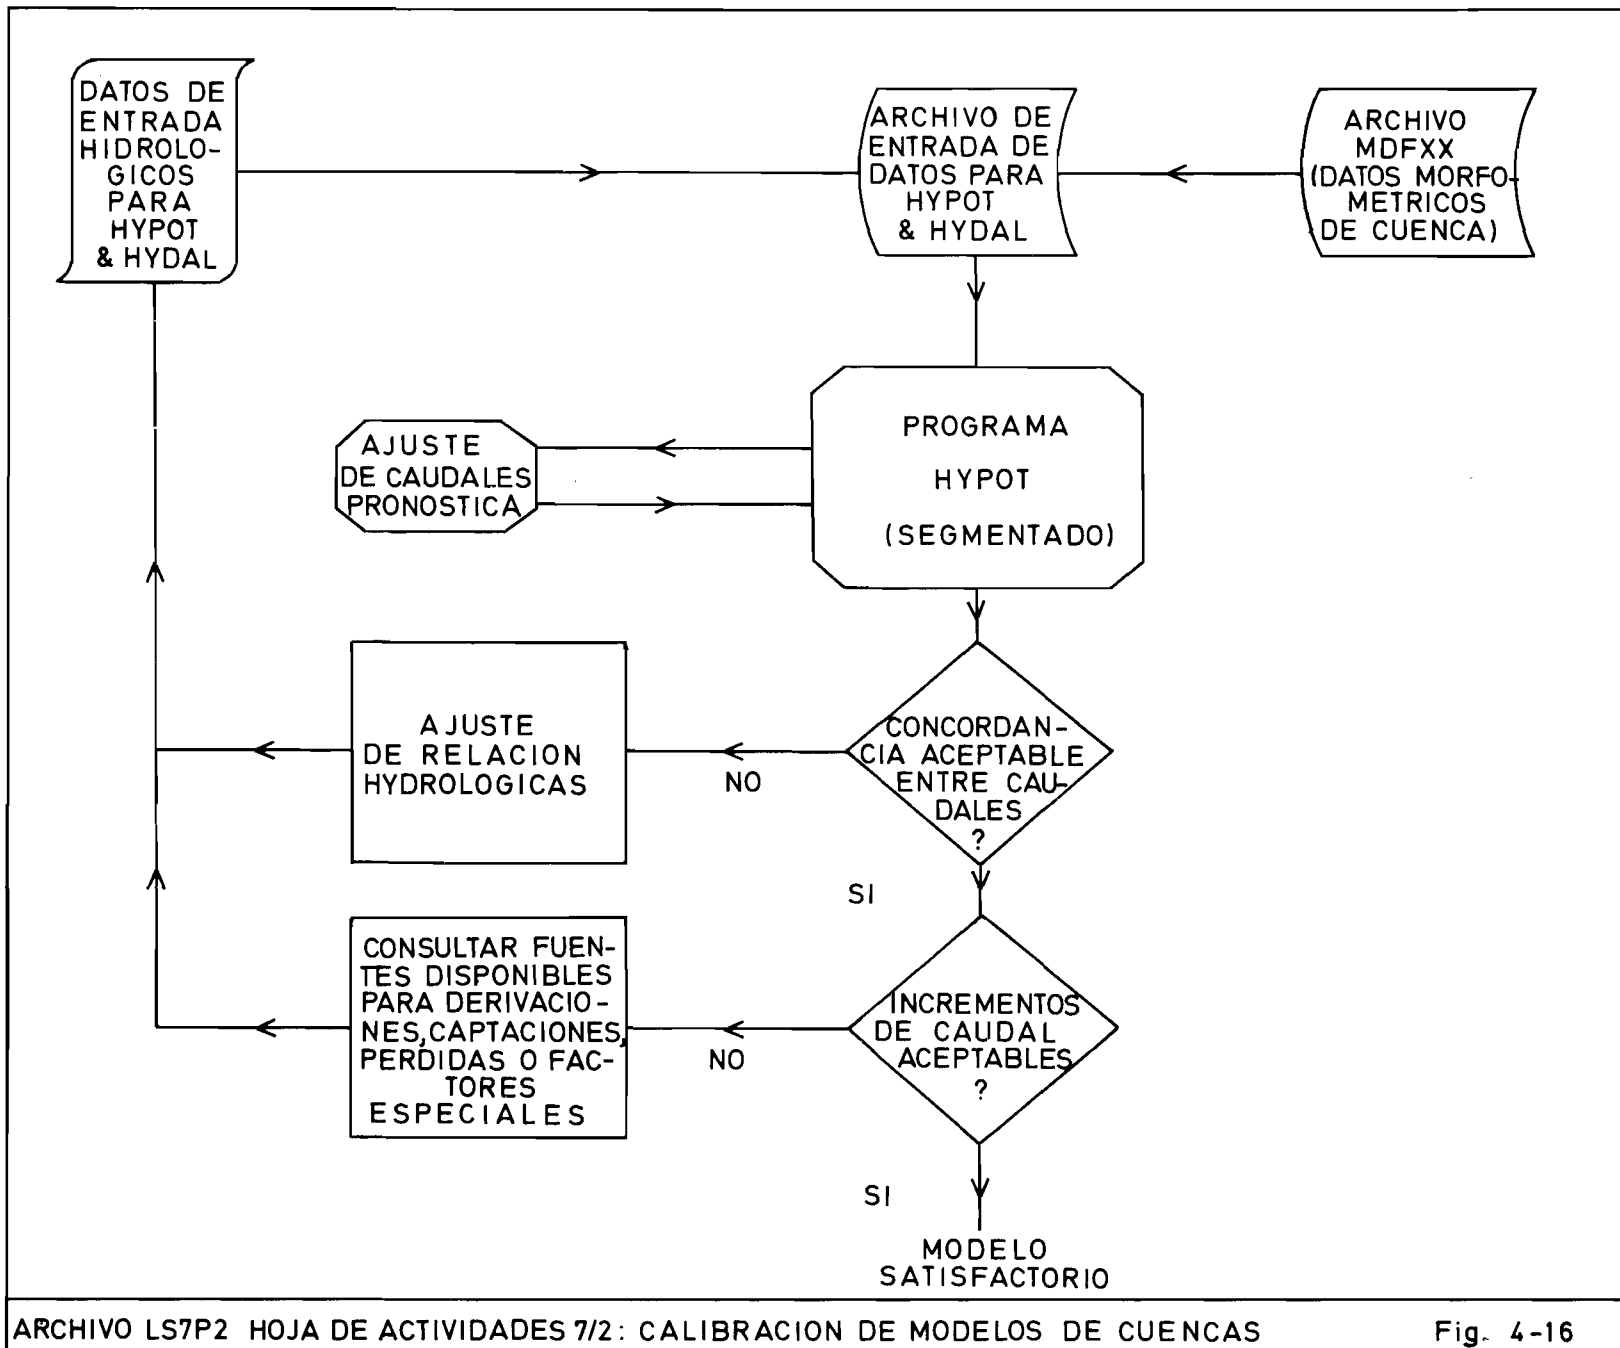 DATOS DE
ENTRADA
HIDROLO-
GICOS
PARA
HYPOT
& HYDAL
ARCHIVO DE
ENTRADA DE
DATOS PARA
HYPOT
& HYDAL
ARCHIVO
MDFXX
(DATOS MORFO-
METRICOS
DE CUENCA)
AJUSTE
DE CAUDALES
PRONOSTICA
PROGRAMA
HYPOT
(SEGMENTADO)
AJUSTE
DE RELACION
HYDROLOGICAS
NO
CONCORDAN-
CIA ACEPTABLE
ENTRE CAU-
DALES
?
SI
CONSULTAR FUEN-
TES DISPONIBLES
PARA DERIVACIO-
NES, CAPTACIONES,
PERDIDAS O FAC-
TORES
ESPECIALES
NO
INCREMENTOS
DE CAUDAL
ACEPTABLES
?
SI
MODELO
SATISFACTORIO
ARCHIVO LS7P2 HOJA DE ACTIVIDADES 7/2: CALIBRACION DE MODELOS DE CUENCAS Fig. 4-16